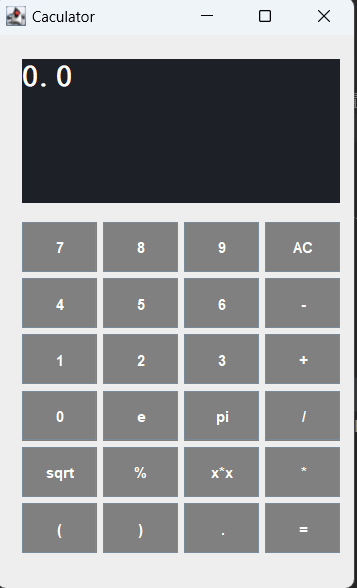 Caculator
0.0
7 8 9 AC
4 5 6 -
1 2 3 +
0 e pi /
sqrt % x*x *
( ) . =